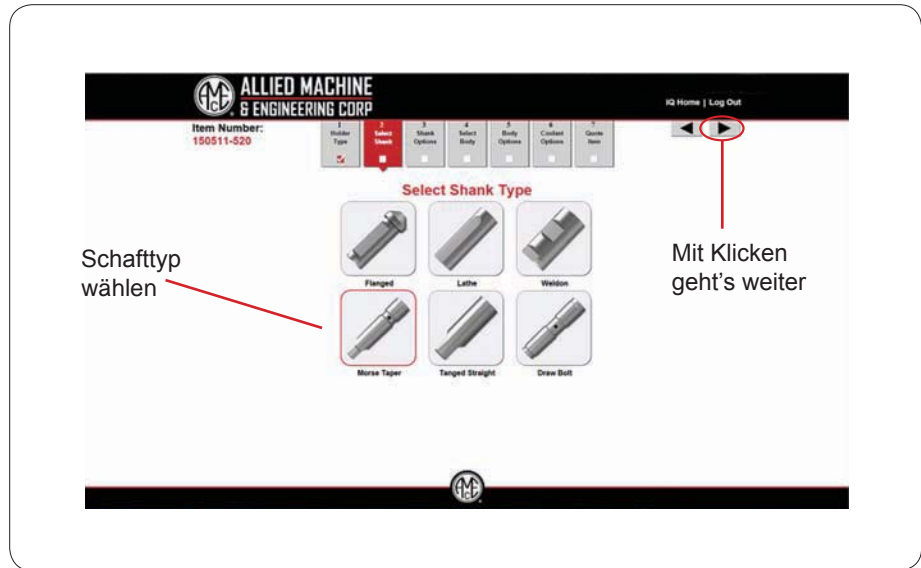 ALLIED MACHINE
& ENGINEERING CORP
IQ Home | Log Out
Item Number:
150511-520
1 Holder Type
2 Select Shank
3 Shank Options
4 Select Body
5 Body Options
6 Coolant Options
7 Quote Item
Select Shank Type
Flanged
Lathe
Weldon
Morse Taper
Tanged Straight
Draw Bolt
Schafttyp
wählen
Mit Klicken
geht's weiter